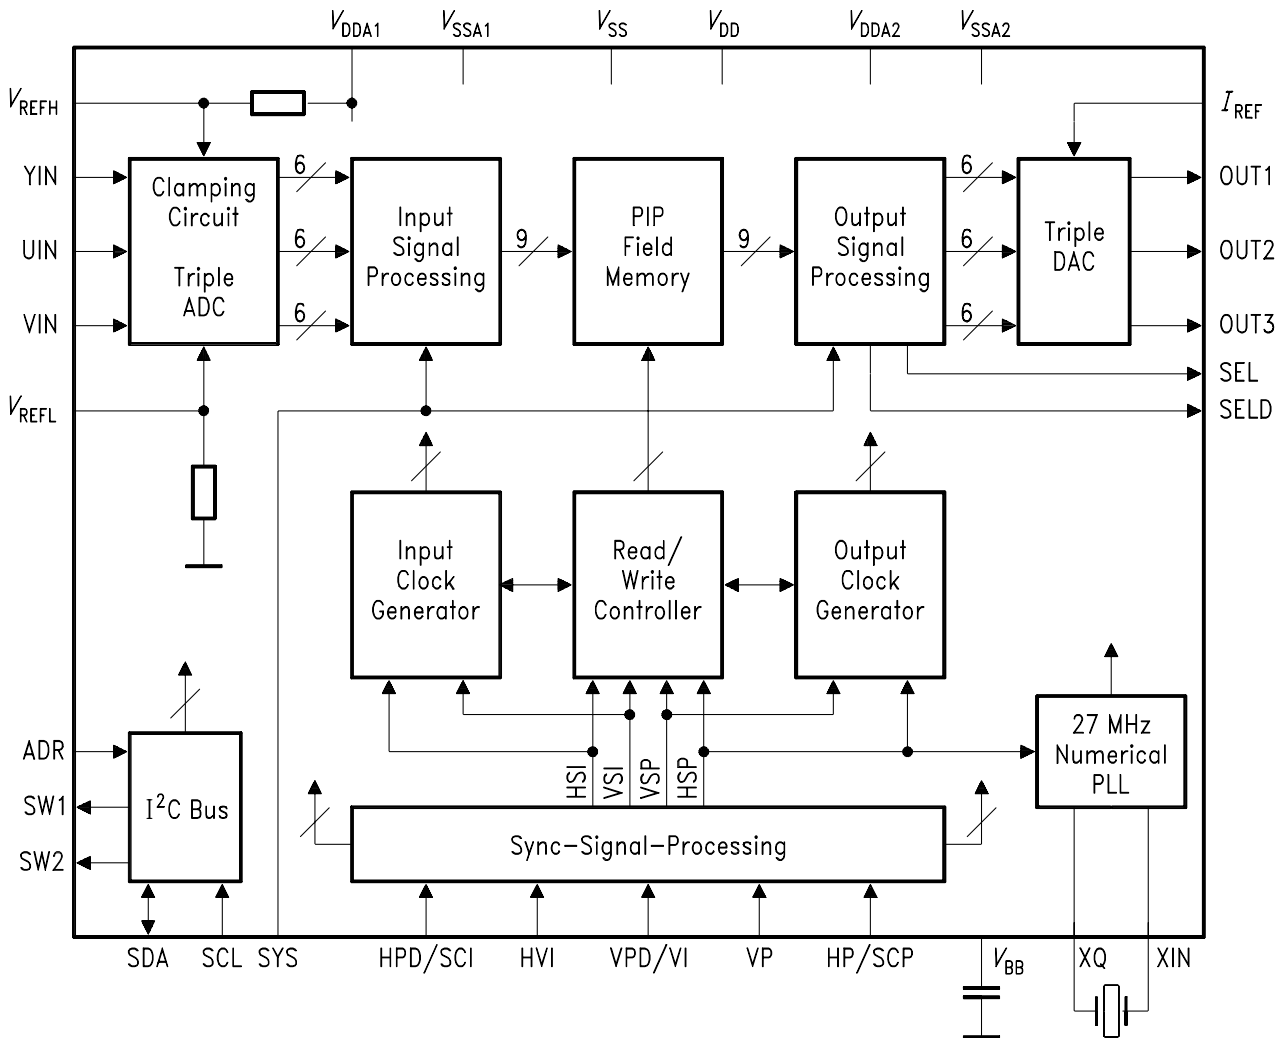 VDDA1 VSSA1 VSS VDD VDDA2 VSSA2
VREFH
IREF
YIN
6
6
OUT1
Clamping
Circuit
Triple
ADC
Input
Signal
Processing
PIP
Field
Memory
Output
Signal
Processing
Triple
DAC
UIN
6
9
9
6
OUT2
VIN
6
6
OUT3
SEL
VREFL
SELD
Input
Clock
Generator
Read/
Write
Controller
Output
Clock
Generator
ADR
SW1
SW2
I²C Bus
HSI
VSI
VSP
HSP
27 MHz
Numerical
PLL
Sync-Signal-Processing
SDA SCL SYS HPD/SCI HVI VPD/VI VP HP/SCP VBB XQ XIN